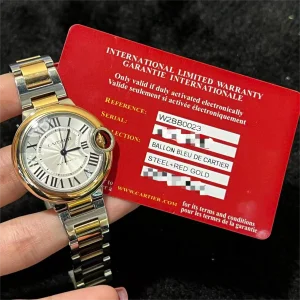 INTERNATIONAL LIMITED WARRANTY
GARANTIE INTERNATIONALE
Only valid if duly activated electronically
Valide seulement si activée électroniquement
REFERENCE: W2BB0023
SERIAL:
COLLECTION: BALLON BLEU DE CARTIER
STEEL+RED GOLD
For its terms and conditions
pour les termes et conditions
WWW.CARTIER.COM